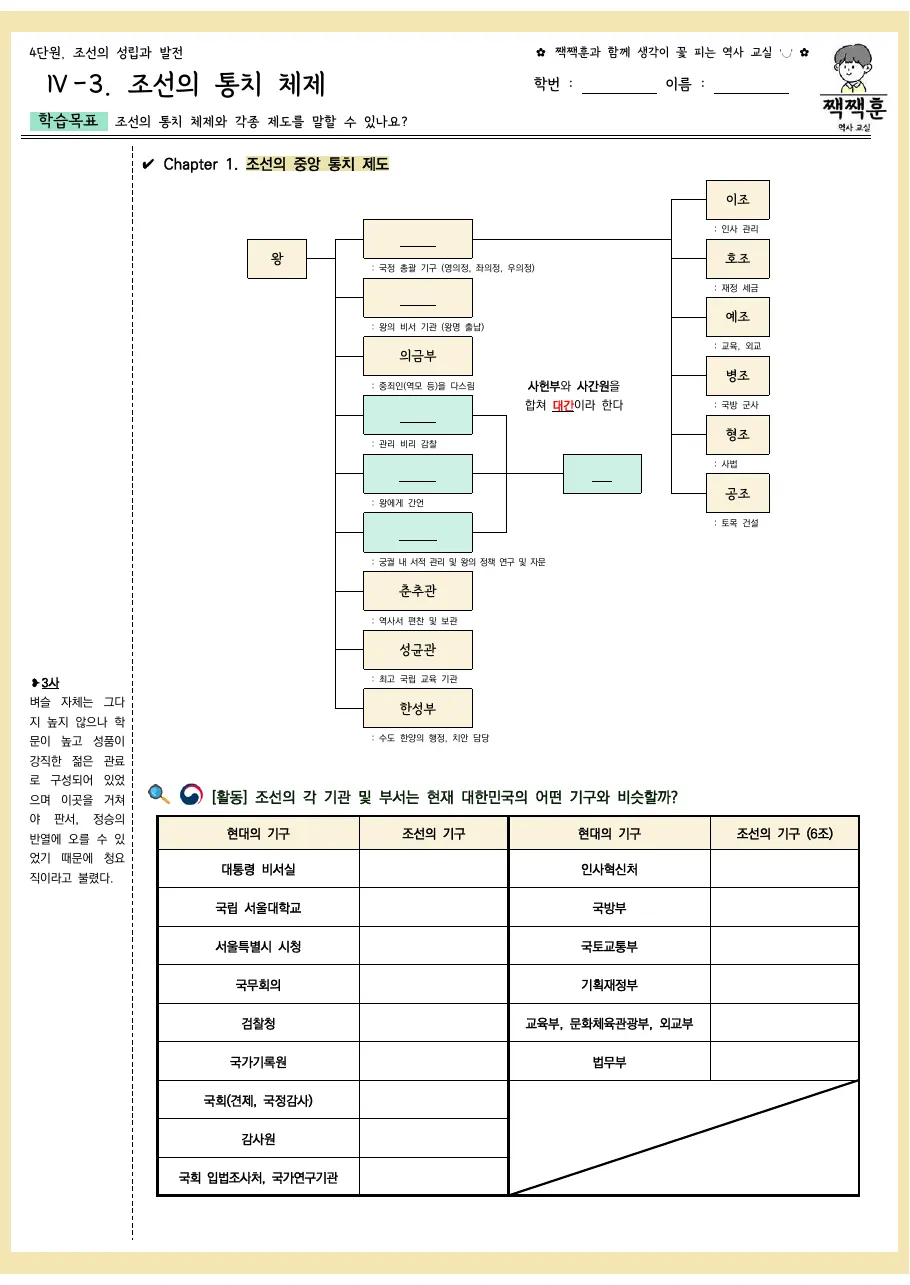 4단원. 조선의 성립과 발전
✿ 짹짹훈과 함께 생각이 꽃 피는 역사 교실 ✿
Ⅳ-3. 조선의 통치 체제
학번 : 이름 :
짹짹훈
역사 교실
학습목표 조선의 통치 체제와 각종 제도를 말할 수 있나요?
✔ Chapter 1. 조선의 중앙 통치 제도
왕
: 국정 총괄 기구 (영의정, 좌의정, 우의정)
: 왕의 비서 기관 (왕명 출납)
의금부
: 중죄인(역모 등)을 다스림
: 관리 비리 감찰
: 왕에게 간언
: 궁궐 내 서적 관리 및 왕의 정책 연구 및 자문
춘추관
: 역사서 편찬 및 보관
성균관
: 최고 국립 교육 기관
한성부
: 수도 한양의 행정, 치안 담당
사헌부와 사간원을
합쳐 대간이라 한다
이조
: 인사 관리
호조
: 재정 세금
예조
: 교육, 외교
병조
: 국방 군사
형조
: 사법
공조
: 토목 건설
❥3사
벼슬 자체는 그다
지 높지 않으나 학
문이 높고 성품이
강직한 젊은 관료
로 구성되어 있었
으며 이곳을 거쳐
야 판서, 정승의
반열에 오를 수 있
었기 때문에 청요
직이라고 불렸다.
[활동] 조선의 각 기관 및 부서는 현재 대한민국의 어떤 기구와 비슷할까?
현대의 기구 조선의 기구 현대의 기구 조선의 기구 (6조)
대통령 비서실 인사혁신처
국립 서울대학교 국방부
서울특별시 시청 국토교통부
국무회의 기획재정부
검찰청 교육부, 문화체육관광부, 외교부
국가기록원 법무부
국회(견제, 국정감사)
감사원
국회 입법조사처, 국가연구기관